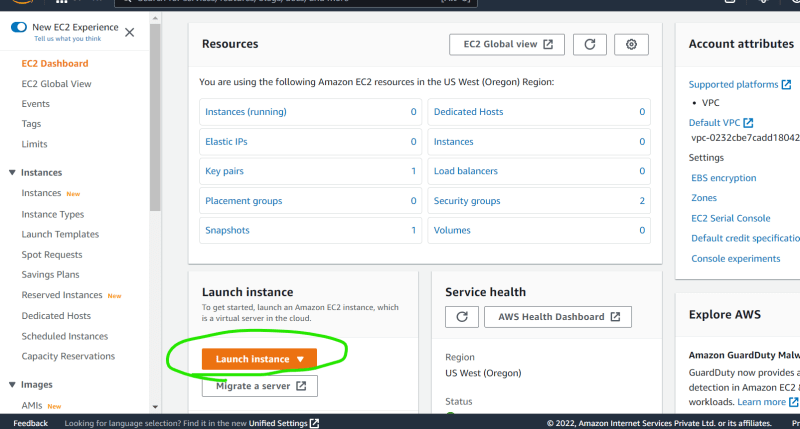 New EC2 Experience
Tell us what you think
EC2 Dashboard
EC2 Global View
Events
Tags
Limits
Instances
Instances New
Instance Types
Launch Templates
Spot Requests
Savings Plans
Reserved Instances New
Dedicated Hosts
Scheduled Instances
Capacity Reservations
Images
AMIs New
Resources
EC2 Global view
You are using the following Amazon EC2 resources in the US West (Oregon) Region:
Instances (running) 0
Dedicated Hosts 0
Elastic IPs 0
Instances 0
Key pairs 1
Load balancers 0
Placement groups 0
Security groups 2
Snapshots 1
Volumes 0
Launch instance
To get started, launch an Amazon EC2 instance, which
is a virtual server in the cloud.
Launch instance
Migrate a server
Service health
AWS Health Dashboard
Region
US West (Oregon)
Status
Account attributes
Supported platforms
• VPC
Default VPC
vpc-0232cbe7cadd18042
Settings
EBS encryption
Zones
EC2 Serial Console
Default credit specificatio
Console experiments
Explore AWS
Amazon GuardDuty Malw
GuardDuty now provides a
detection in Amazon EC2 &
workloads. Learn more
Feedback
Looking for language selection? Find it in the new Unified Settings
© 2022, Amazon Internet Services Private Ltd. or its affiliates.
Pr